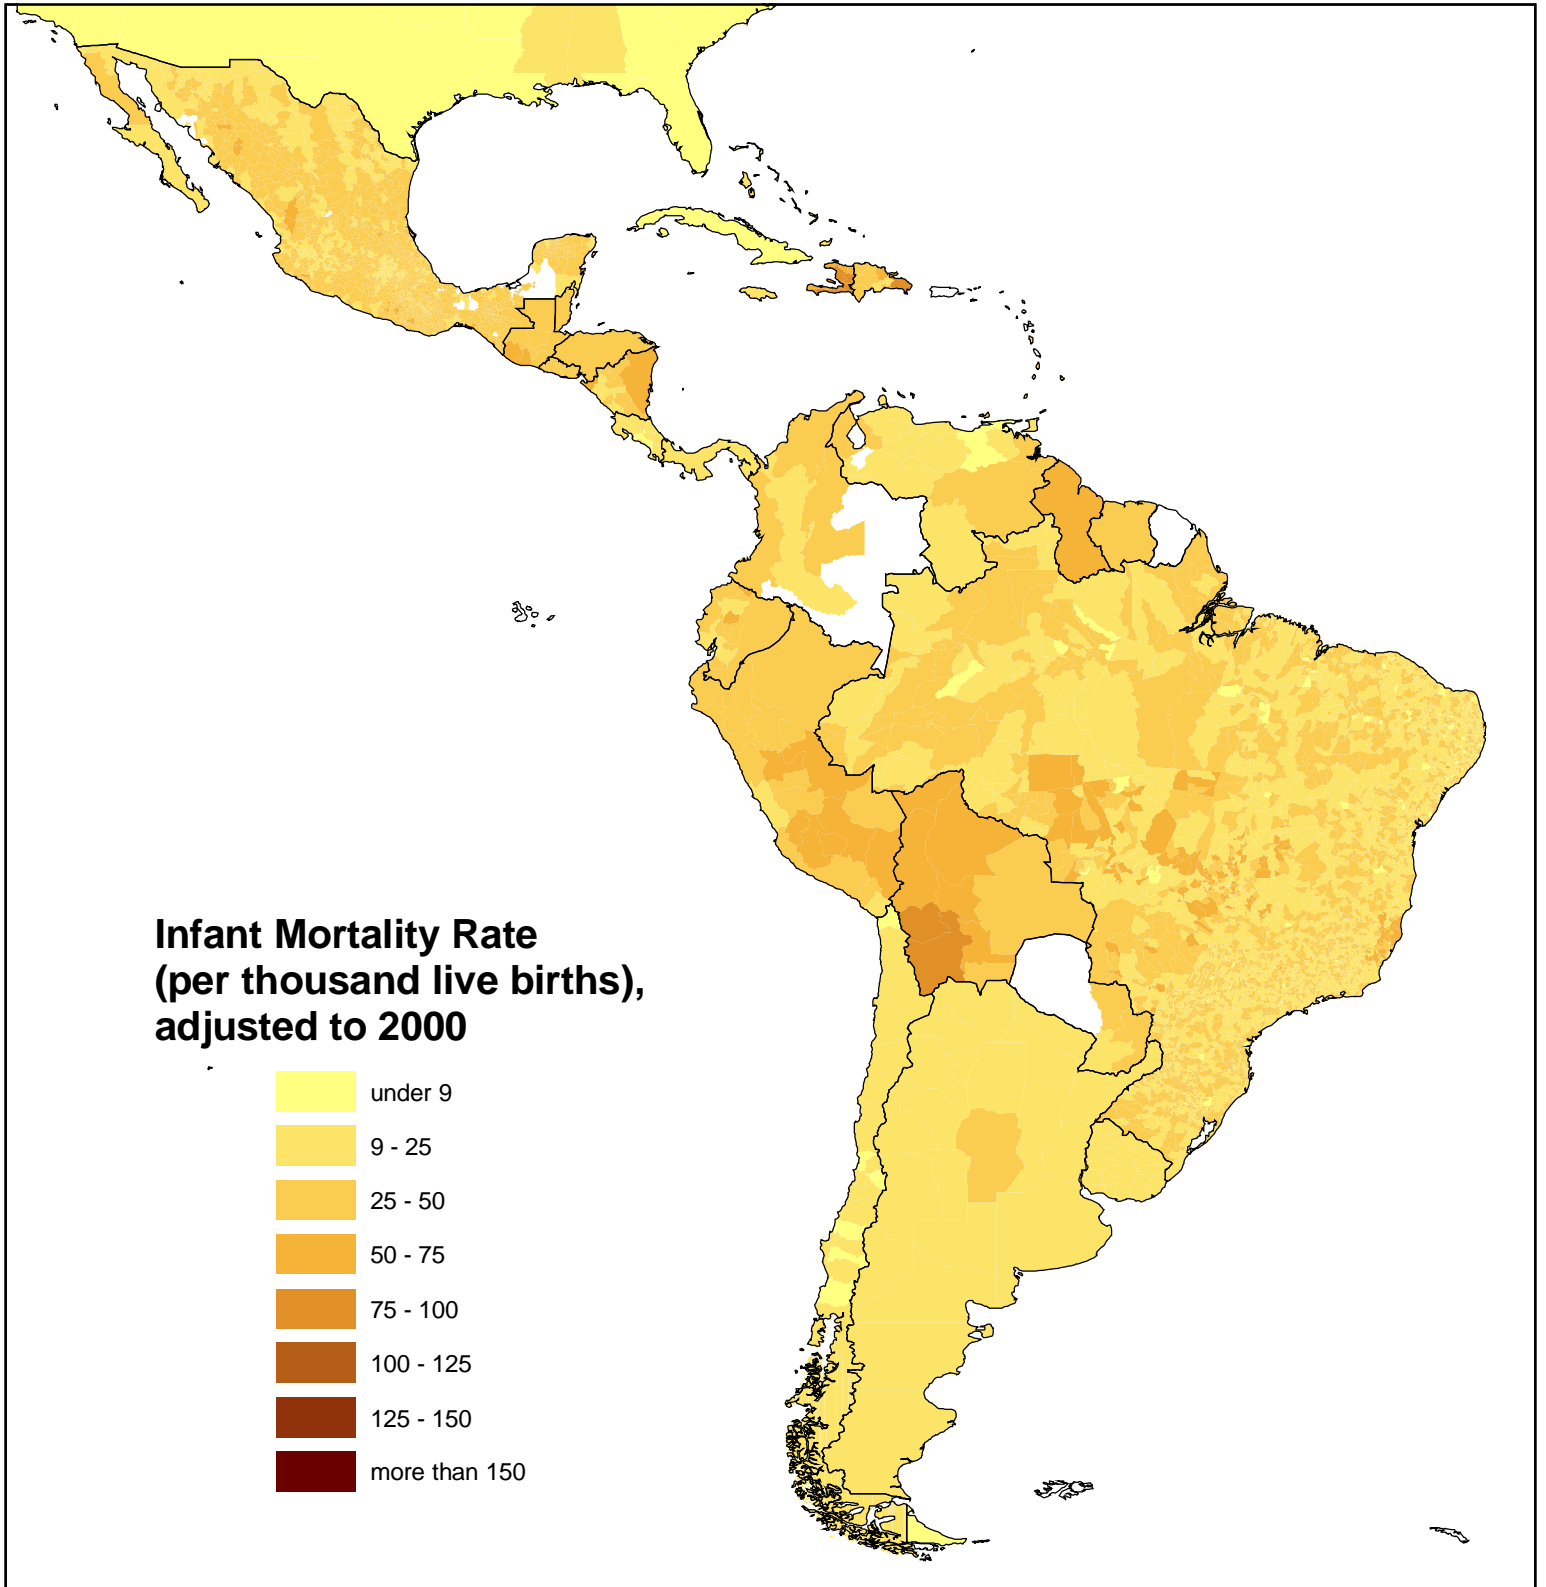 Infant Mortality Rate
(per thousand live births),
adjusted to 2000
under 9
9 - 25
25 - 50
50 - 75
75 - 100
100 - 125
125 - 150
more than 150